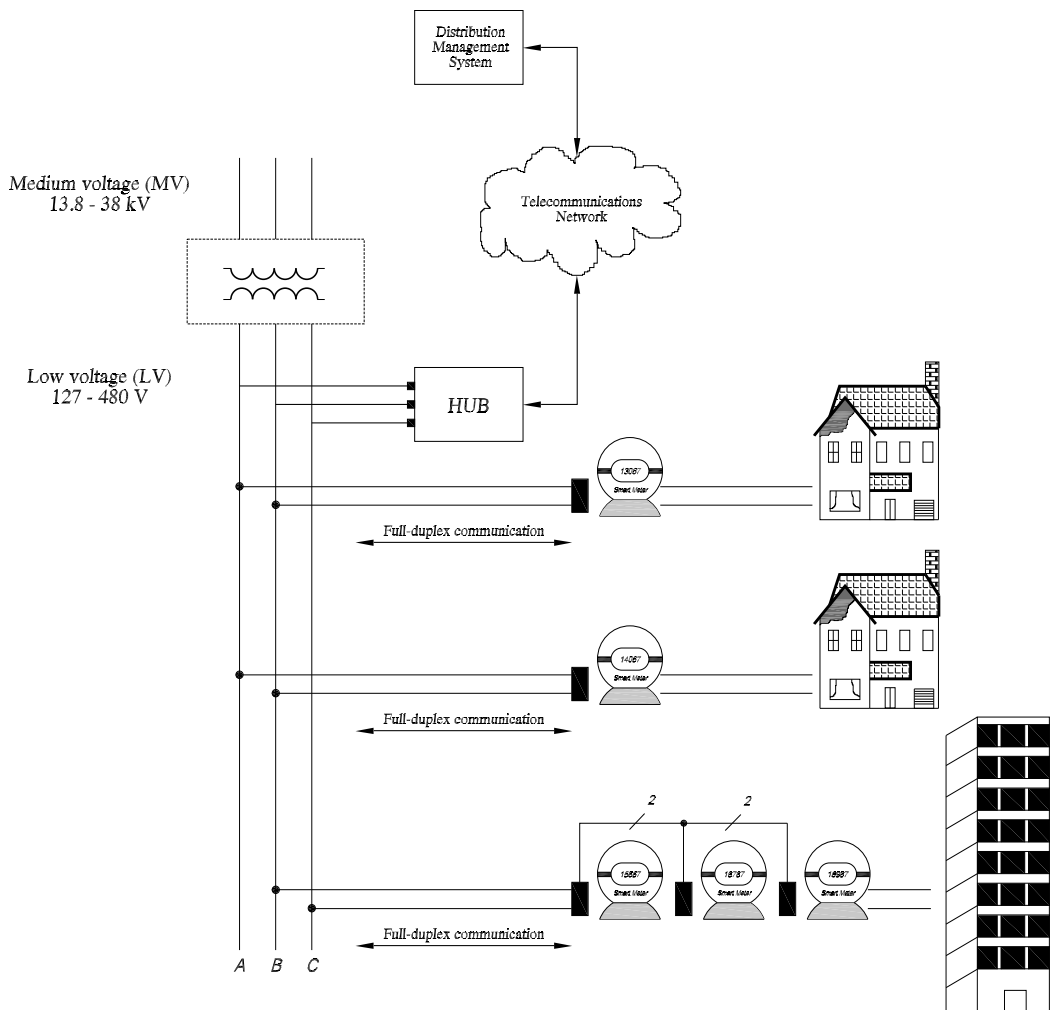 Distribution
Management
System
Medium voltage (MV)
13.8 - 38 kV
Telecommunications
Network
Low voltage (LV)
127 - 480 V
HUB
13067
Smart Meter
Full-duplex communication
14067
Smart Meter
Full-duplex communication
2
2
Smart Meter
Smart Meter
Smart Meter
Full-duplex communication
A
B
C